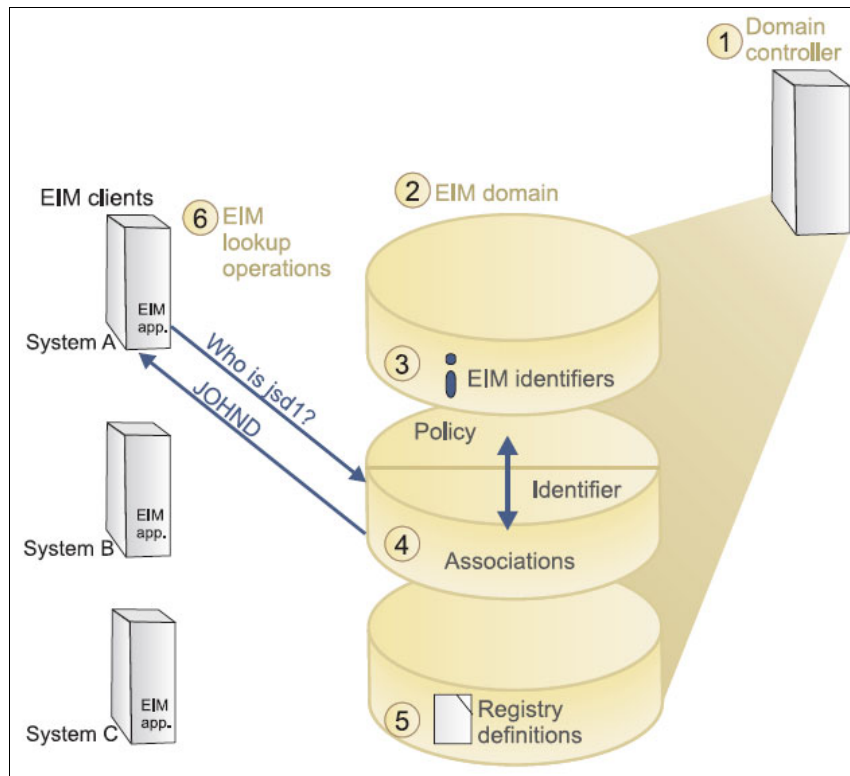 1 Domain
controller
EIM clients
6 EIM
lookup
operations
2 EIM domain
EIM
app.
System A
Who is jsd1?
JOHND
3 EIM identifiers
Policy
Identifier
4
Associations
EIM
app.
System B
5 Registry
definitions
EIM
app.
System C